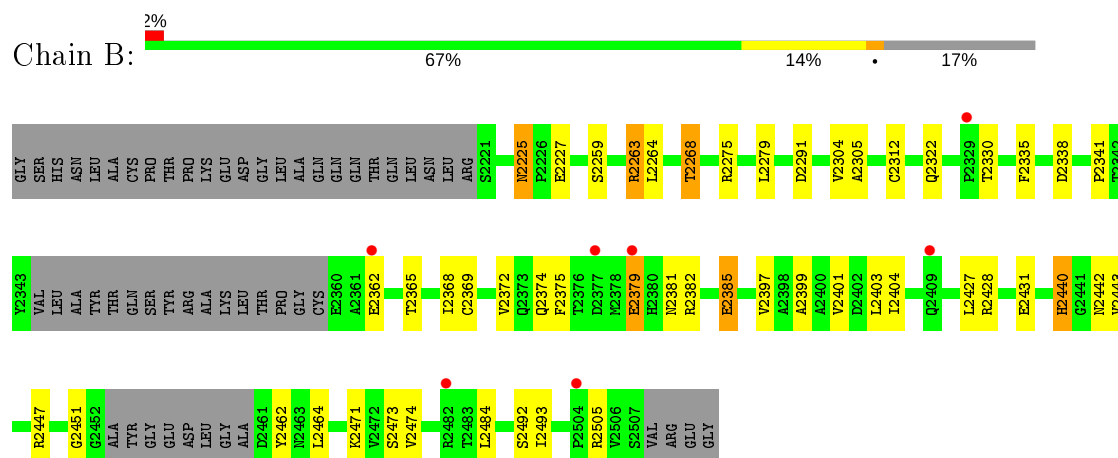 2%
Chain B:
67% 14% • 17%
GLY SER HIS ASN LEU ALA CYS PRO THR PRO LYS GLU ASP GLY LEU ALA GLN GLN GLN THR GLN LEU ASN LEU ARG S2221 N2225 P2226 E2227 S2259 R2263 L2264 T2268 R2275 L2279 D2291 V2304 A2305 C2312 Q2322 P2329 T2330 F2335 D2338 P2341 T2342
Y2343 VAL LEU ALA TYR THR GLN SER TYR ARG ALA LYS LEU THR PRO GLY CYS E2360 A2361 E2362 T2365 I2368 C2369 V2372 Q2373 Q2374 F2375 T2376 D2377 M2378 E2379 H2380 N2381 R2382 E2385 V2397 A2398 A2399 A2400 V2401 D2402 L2403 I2404 Q2409 L2427 R2428 E2431 H2440 G2441 N2442 V2443
R2447 G2451 G2452 ALA TYR GLY GLU ASP LEU GLY ALA D2461 Y2462 N2463 L2464 K2471 V2472 S2473 V2474 R2482 T2483 L2484 S2492 I2493 P2504 R2505 V2506 S2507 VAL ARG GLU GLY